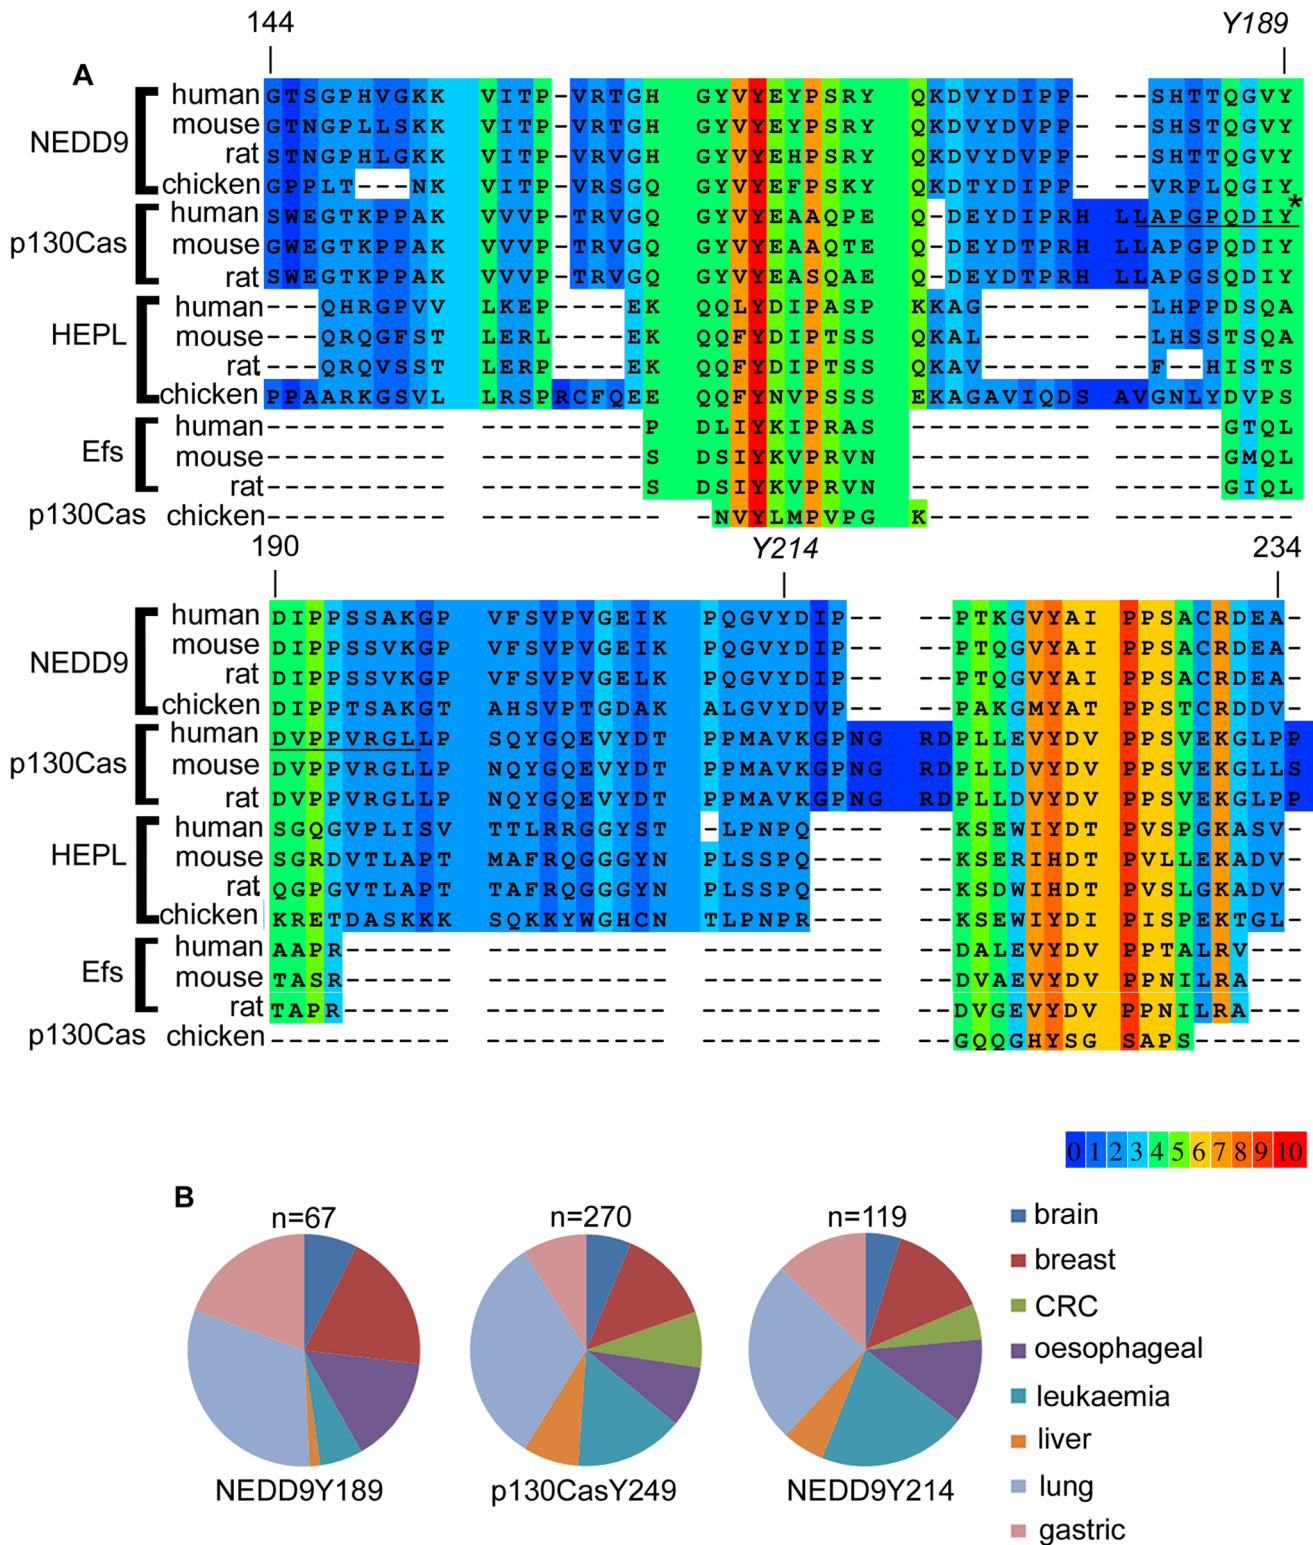 144 Y189
A
NEDD9
human GTSGPHVGKK VITP-VRTGH GYVYEYPSRY QKDVYDIPP- --SHTTQGVY
mouse GTNGPLLSKK VITP-VRTGH GYVYEYPSRY QKDVYDVPP- --SHSTQGVY
rat STNGPHLGKK VITP-VRVGH GYVYEHPSRY QKDVYDVPP- --SHTTQGVY
chicken GPPLT---NK VITP-VRSGQ GYVYEFPSKY QKDTYDIPP- --VRPLQGIY
p130Cas
human SWEGTKPPAK VVVP-TRVGQ GYVYEAAQPE Q-DEYDIPRH LLAPGPQDIY*
mouse GWEGTKPPAK VVVP-TRVGQ GYVYEAAQTE Q-DEYDTPRH LLAPGPQDIY
rat SWEGTKPPAK VVVP-TRVGQ GYVYEASQAE Q-DEYDTPRH LLAPGSQDIY
HEPL
human ---QHRGPVV LKEP----EK QQLYDIPASP KKAG------ --LHPPDSQA
mouse ---QRQGFST LERL----EK QQFYDIPTSS QKAL------ --LHSSTSQA
rat ---QRQVSST LERP----EK QQFYDIPTSS QKAV------ --F--HISTS
chicken PPAARKGSVL LRSPRCFQEE QQFYNVPSSS EKAGAVIQDS AVGNLYDVPS
Efs
human ---------- ---------P DLIYKIPRAS ---------- ------GTQL
mouse ---------- ---------S DSIYKVPRVN ---------- ------GMQL
rat ---------- ---------S DSIYKVPRVN ---------- ------GIQL
p130Cas chicken ---------- ---------- -NVYLMPVPG K--------- ----------
190 Y214 234
NEDD9
human DIPPSSAKGP VFSVPVGEIK PQGVYDIP-- --PTKGVYAI PPSACRDEA-
mouse DIPPSSVKGP VFSVPVGEIK PQGVYDIP-- --PTQGVYAI PPSACRDEA-
rat DIPPSSVKGP VFSVPVGELK PQGVYDIP-- --PTQGVYAI PPSACRDEA-
chicken DIPPTSAKGT AHSVPTGDAK ALGVYDVP-- --PAKGMYAT PPSTCRDDV-
p130Cas
human DVPPVRGLLP SQYGQEVYDT PPMAVKGPNG RDPLLEVYDV PPSVEKGLPP
mouse DVPPVRGLLP NQYGQEVYDT PPMAVKGPNG RDPLLDVYDV PPSVEKGLLS
rat DVPPVRGLLP NQYGQEVYDT PPMAVKGPNG RDPLLDVYDV PPSVEKGLPP
HEPL
human SGQGVPLISV TTLRRGGYST -LPNPQ---- --KSEWIYDT PVSPGKASV-
mouse SGRDVTLAPT MAFRQGGGYN PLSSPQ---- --KSERIHDT PVLLEKADV-
rat QGPGVTLAPT TAFRQGGGYN PLSSPQ---- --KSDWIHDT PVSLGKADV-
chicken KRETDASKKK SQKKYWGHCN TLPNPR---- --KSEWIYDI PISPEKTGL-
Efs
human AAPR------ ---------- ---------- --DALEVYDV PPTALRV---
mouse TASR------ ---------- ---------- --DVAEVYDV PPNILRA---
rat TAPR------ ---------- ---------- --DVGEVYDV PPNILRA---
p130Cas chicken ---------- ---------- ---------- --GQQGHYSG SAPS------
0 1 2 3 4 5 6 7 8 9 10
B
n=67 n=270 n=119
NEDD9Y189 p130CasY249 NEDD9Y214
brain
breast
CRC
oesophageal
leukaemia
liver
lung
gastric